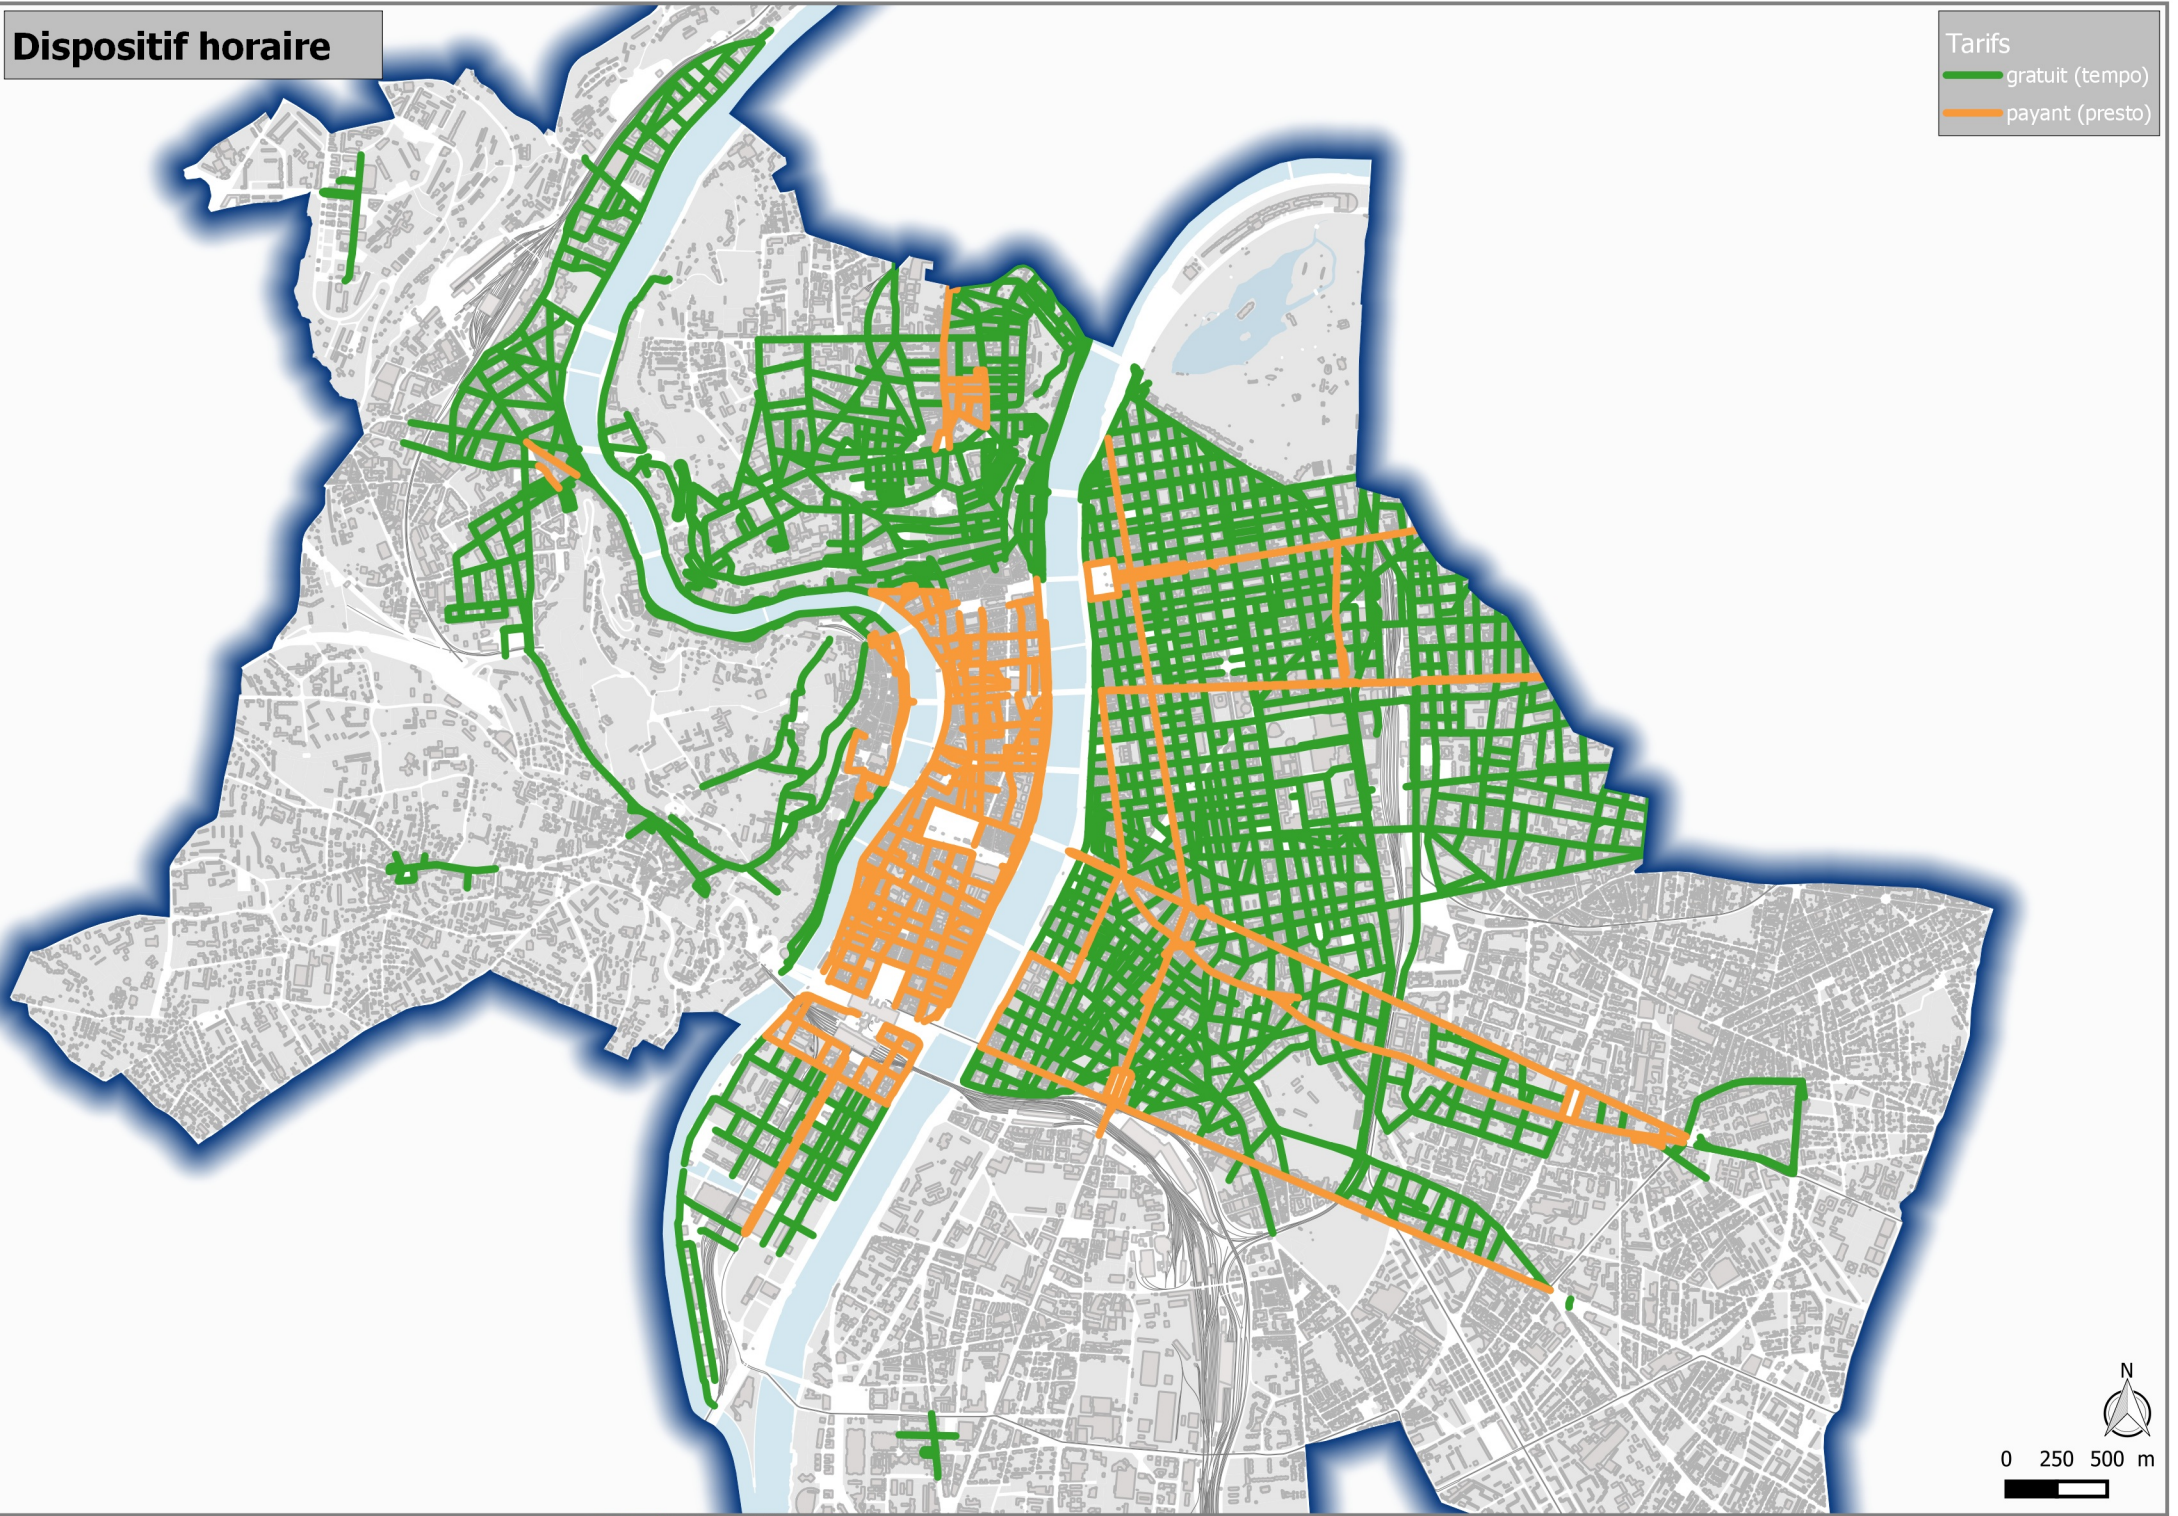 Dispositif horaire
Tarifs
gratuit (tempo)
payant (presto)
N
0 250 500 m